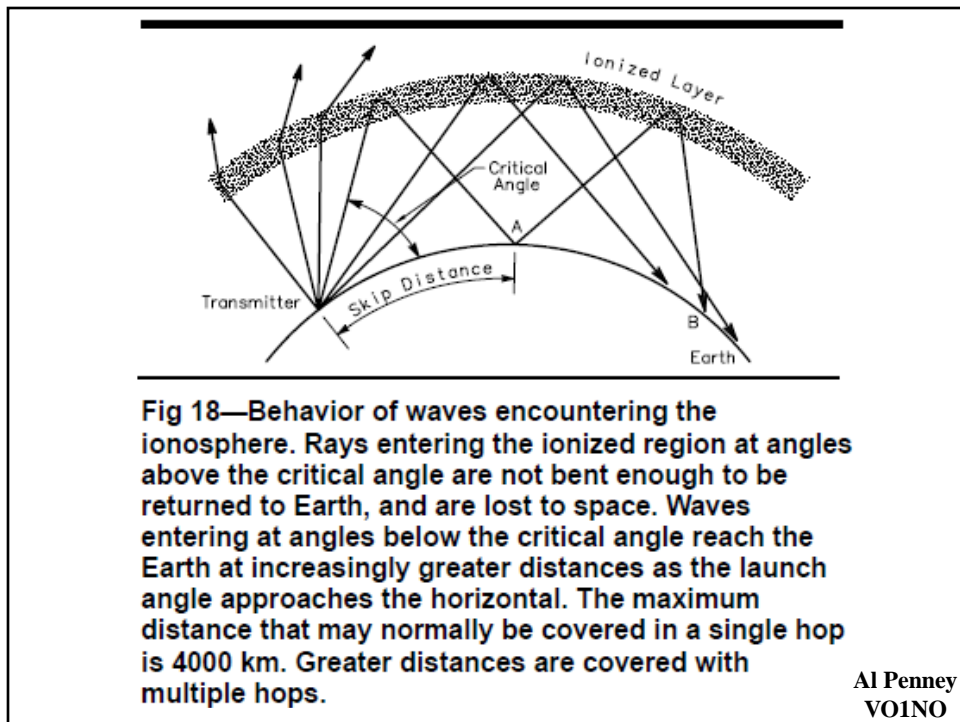 Ionized Layer
Critical
Angle
A
Skip Distance
Transmitter
B
Earth
Fig 18—Behavior of waves encountering the
ionosphere. Rays entering the ionized region at angles
above the critical angle are not bent enough to be
returned to Earth, and are lost to space. Waves
entering at angles below the critical angle reach the
Earth at increasingly greater distances as the launch
angle approaches the horizontal. The maximum
distance that may normally be covered in a single hop
is 4000 km. Greater distances are covered with
multiple hops.
Al Penney
VO1NO